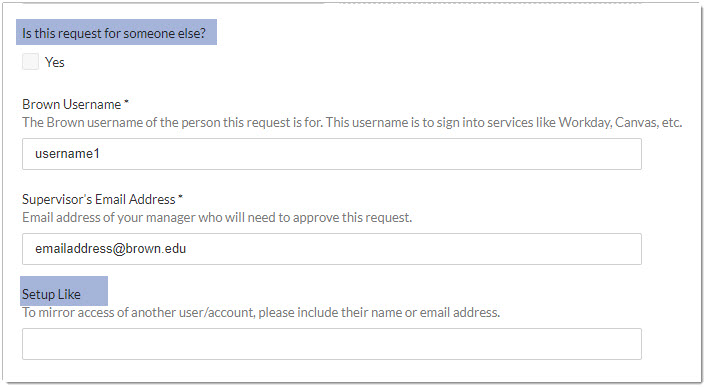 Is this request for someone else?
Yes
Brown Username *
The Brown username of the person this request is for. This username is to sign into services like Workday, Canvas, etc.
username1
Supervisor's Email Address *
Email address of your manager who will need to approve this request.
emailaddress@brown.edu
Setup Like
To mirror access of another user/account, please include their name or email address.